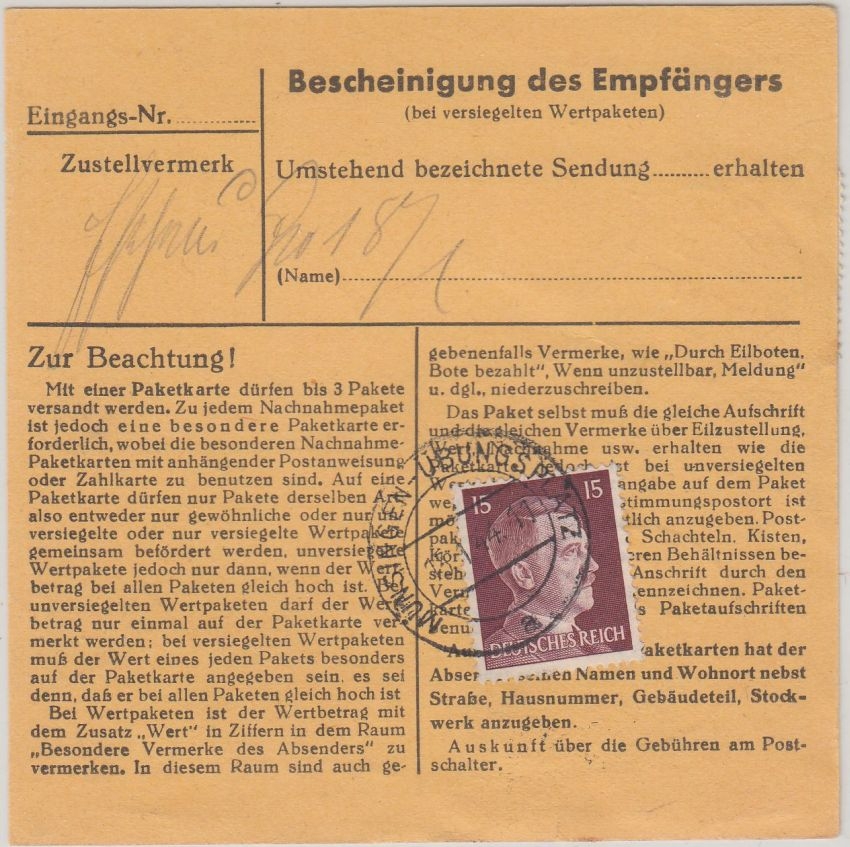 Bescheinigung des Empfängers
(bei versiegelten Wertpaketen)
Eingangs-Nr.
Zustellvermerk
Umstehend bezeichnete Sendung.......... erhalten
187/1
(Name)
Zur Beachtung!
Mit einer Paketkarte dürfen bis 3 Pakete
versandt werden. Zu jedem Nachnahmepaket
ist jedoch eine besondere Paketkarte er-
forderlich, wobei die besonderen Nachnahme-
Paketkarten mit anhängender Postanweisung
oder Zahlkarte zu benutzen sind. Auf eine
Paketkarte dürfen nur Pakete derselben Art,
also entweder nur gewöhnliche oder nur un-
versiegelte oder nur versiegelte Wertpakete
gemeinsam befördert werden, unversiegelte
Wertpakete jedoch nur dann, wenn der Wert-
betrag bei allen Paketen gleich hoch ist. Bei
unversiegelten Wertpaketen darf der Wert-
betrag nur einmal auf der Paketkarte ver-
merkt werden; bei versiegelten Wertpaketen
muß der Wert eines jeden Pakets besonders
auf der Paketkarte angegeben sein, es sei
denn, daß er bei allen Paketen gleich hoch ist
Bei Wertpaketen ist der Wertbetrag mit
dem Zusatz „Wert" in Ziffern in dem Raum
„Besondere Vermerke des Absenders" zu
vermerken. In diesem Raum sind auch ge-
gebenenfalls Vermerke, wie „Durch Eilboten,
Bote bezahlt", Wenn unzustellbar, Meldung"
u. dgl., niederzuschreiben.
Das Paket selbst muß die gleiche Aufschrift
und die gleichen Vermerke über Eilzustellung,
Wert, Nachnahme usw. erhalten wie die
Paketkarte, jedoch ist bei unversiegelten
angabe auf dem Paket
stimmungspostort ist
tlich anzugeben. Post-
Schachteln, Kisten,
eren Behältnissen be-
Anschrift durch den
ennzeichnen. Paket-
s Paketaufschriften
aketkarten hat der
Absender seinen Namen und Wohnort nebst
Straße, Hausnummer, Gebäudeteil, Stock-
werk anzugeben.
Auskunft über die Gebühren am Post-
schalter.
MÜNSINGEN - ÜBUNGSPLATZ
44.11
a
15 15
DEUTSCHES REICH